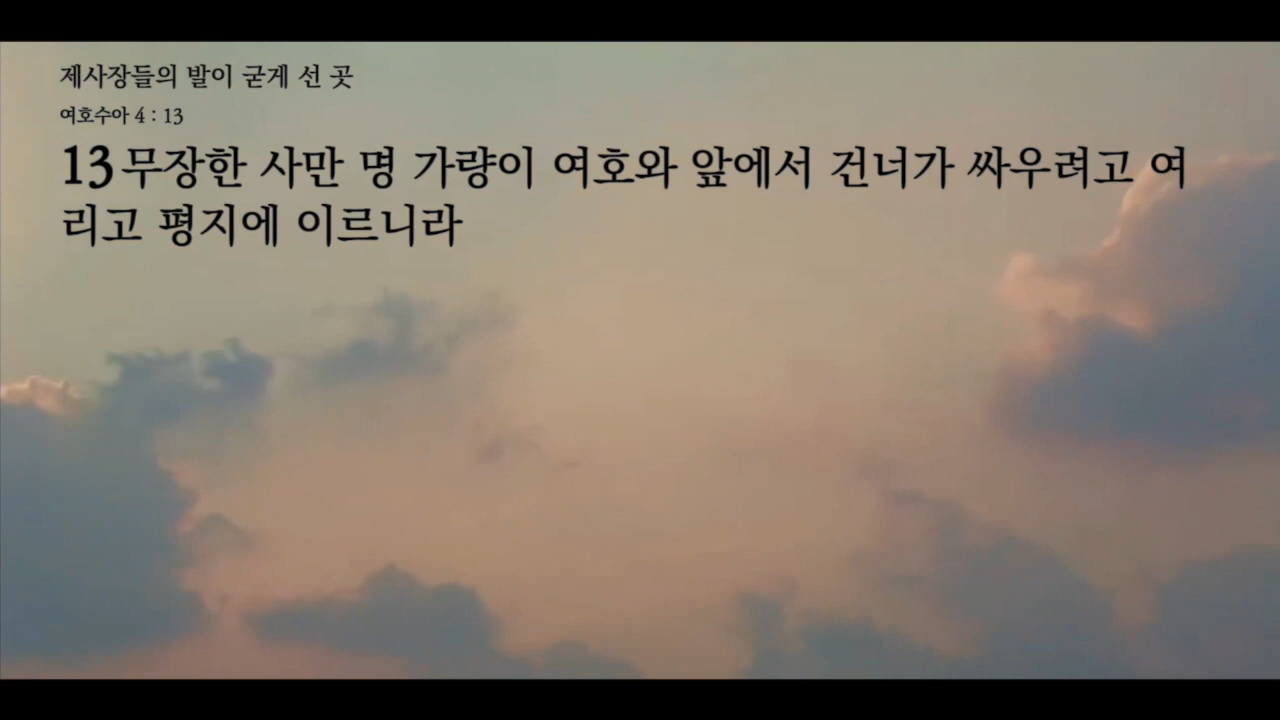 제사장들의 발이 굳게 선 곳
여호수아 4 : 13
13 무장한 사만 명 가량이 여호와 앞에서 건너가 싸우려고 여
리고 평지에 이르니라